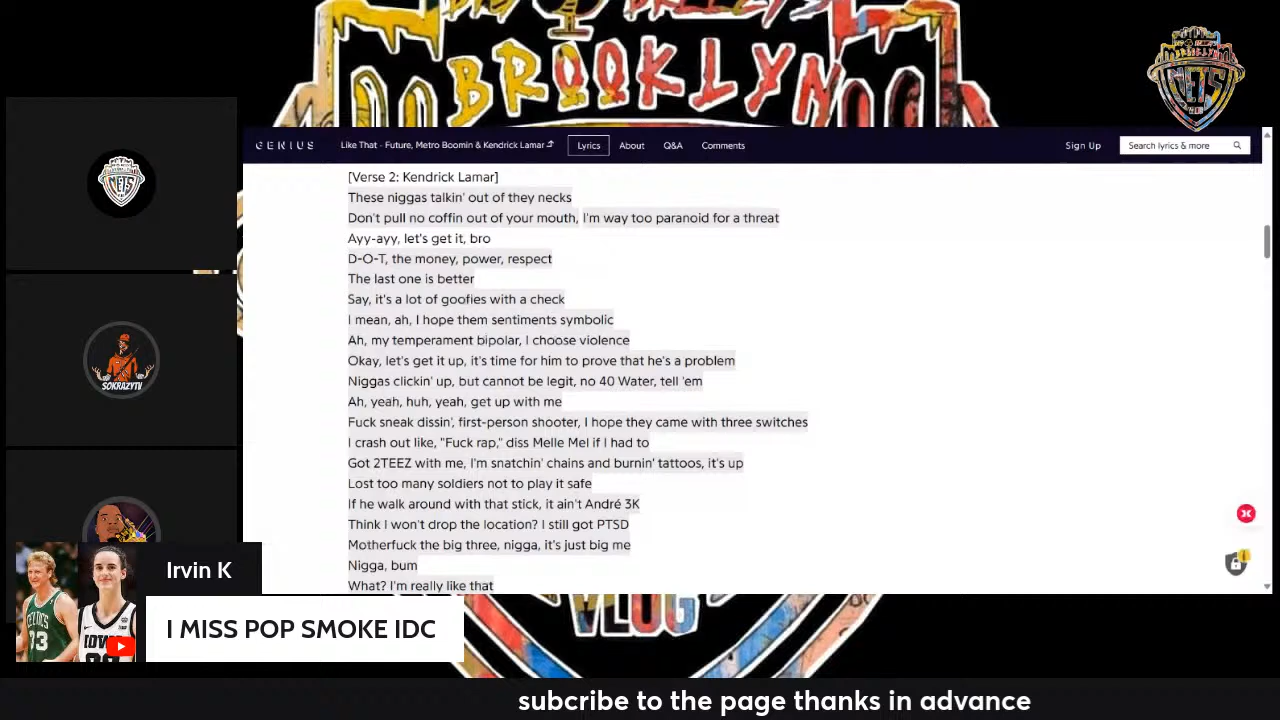 BROOKLYN
NETS
GENIUS
Like That - Future, Metro Boomin & Kendrick Lamar
Lyrics
About
Q&A
Comments
Sign Up
Search lyrics & more
[Verse 2: Kendrick Lamar]
These niggas talkin' out of they necks
Don't pull no coffin out of your mouth, I'm way too paranoid for a threat
Ayy-ayy, let's get it, bro
D-O-T, the money, power, respect
The last one is better
Say, it's a lot of goofies with a check
I mean, ah, I hope them sentiments symbolic
Ah, my temperament bipolar, I choose violence
Okay, let's get it up, it's time for him to prove that he's a problem
Niggas clickin' up, but cannot be legit, no 40 Water, tell 'em
Ah, yeah, huh, yeah, get up with me
Fuck sneak dissin', first-person shooter, I hope they came with three switches
I crash out like, "Fuck rap," diss Melle Mel if I had to
Got 2TEEZ with me, I'm snatchin' chains and burnin' tattoos, it's up
Lost too many soldiers not to play it safe
If he walk around with that stick, it ain't André 3K
Think I won't drop the location? I still got PTSD
Motherfuck the big three, nigga, it's just big me
Nigga, bum
What? I'm really like that
NETS
SOKRAZYTV
CELTICS
33
IOWA
Irvin K
I MISS POP SMOKE IDC
VLOG
subcribe to the page thanks in advance